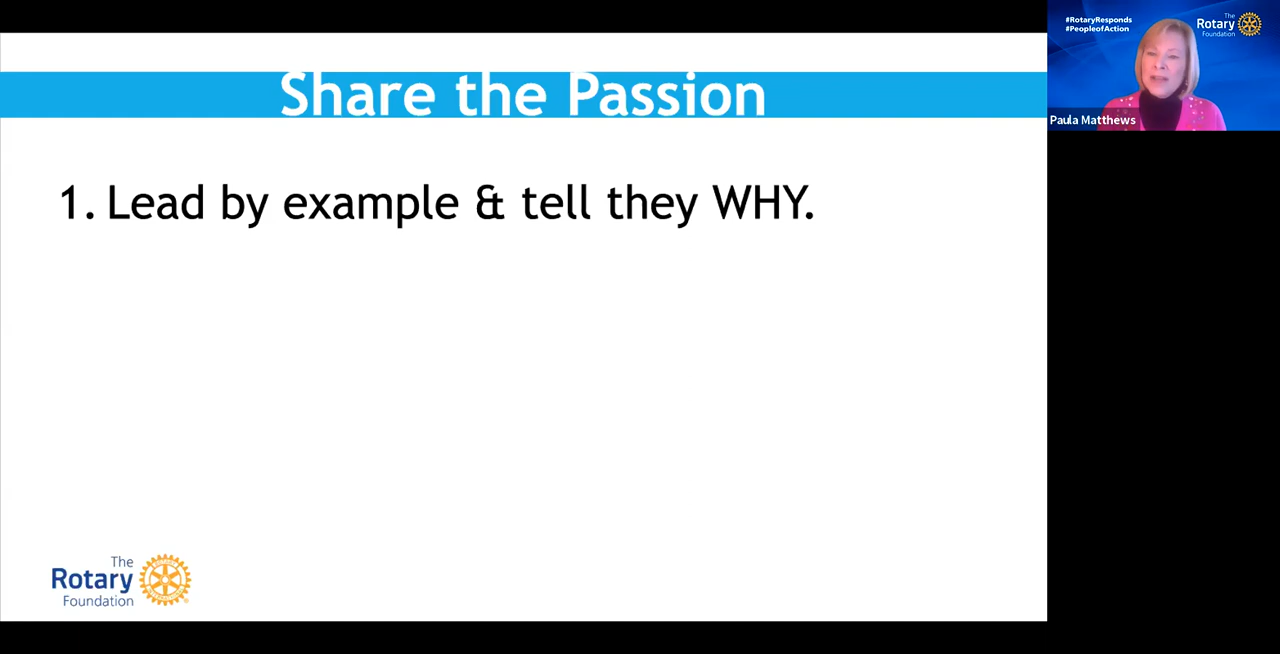 Share the Passion
1. Lead by example & tell they WHY.
The
Rotary
Foundation
#RotaryResponds
#PeopleofAction
The
Rotary
Foundation
Paula Matthews